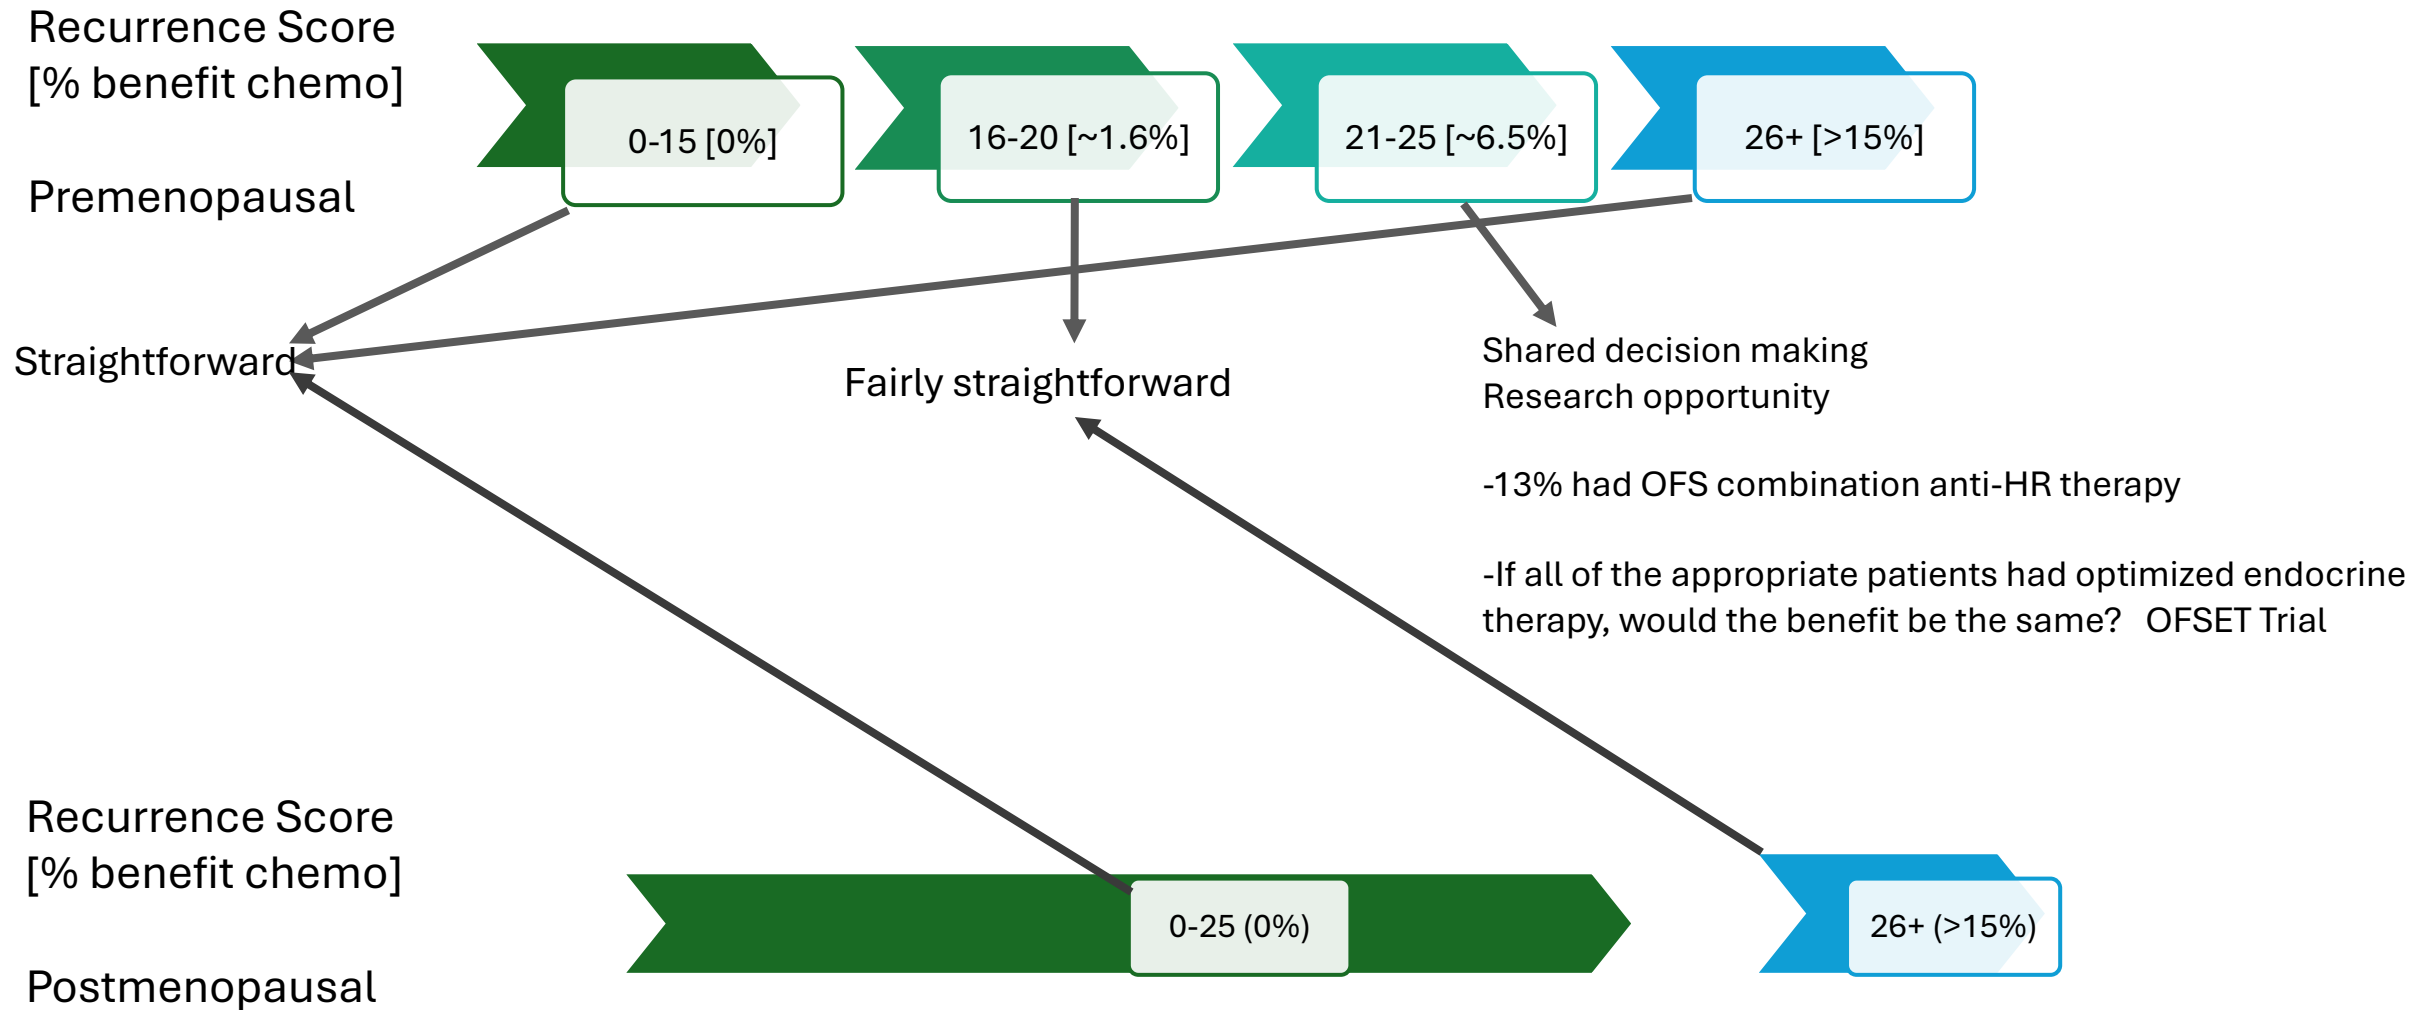 Recurrence Score
[% benefit chemo]
Premenopausal
0-15 [0%]
16-20 [~1.6%]
21-25 [~6.5%]
26+ [>15%]
Straightforward
Fairly straightforward
Shared decision making
Research opportunity
-13% had OFS combination anti-HR therapy
-If all of the appropriate patients had optimized endocrine
therapy, would the benefit be the same?   OFSET Trial
Recurrence Score
[% benefit chemo]
Postmenopausal
0-25 (0%)
26+ (>15%)